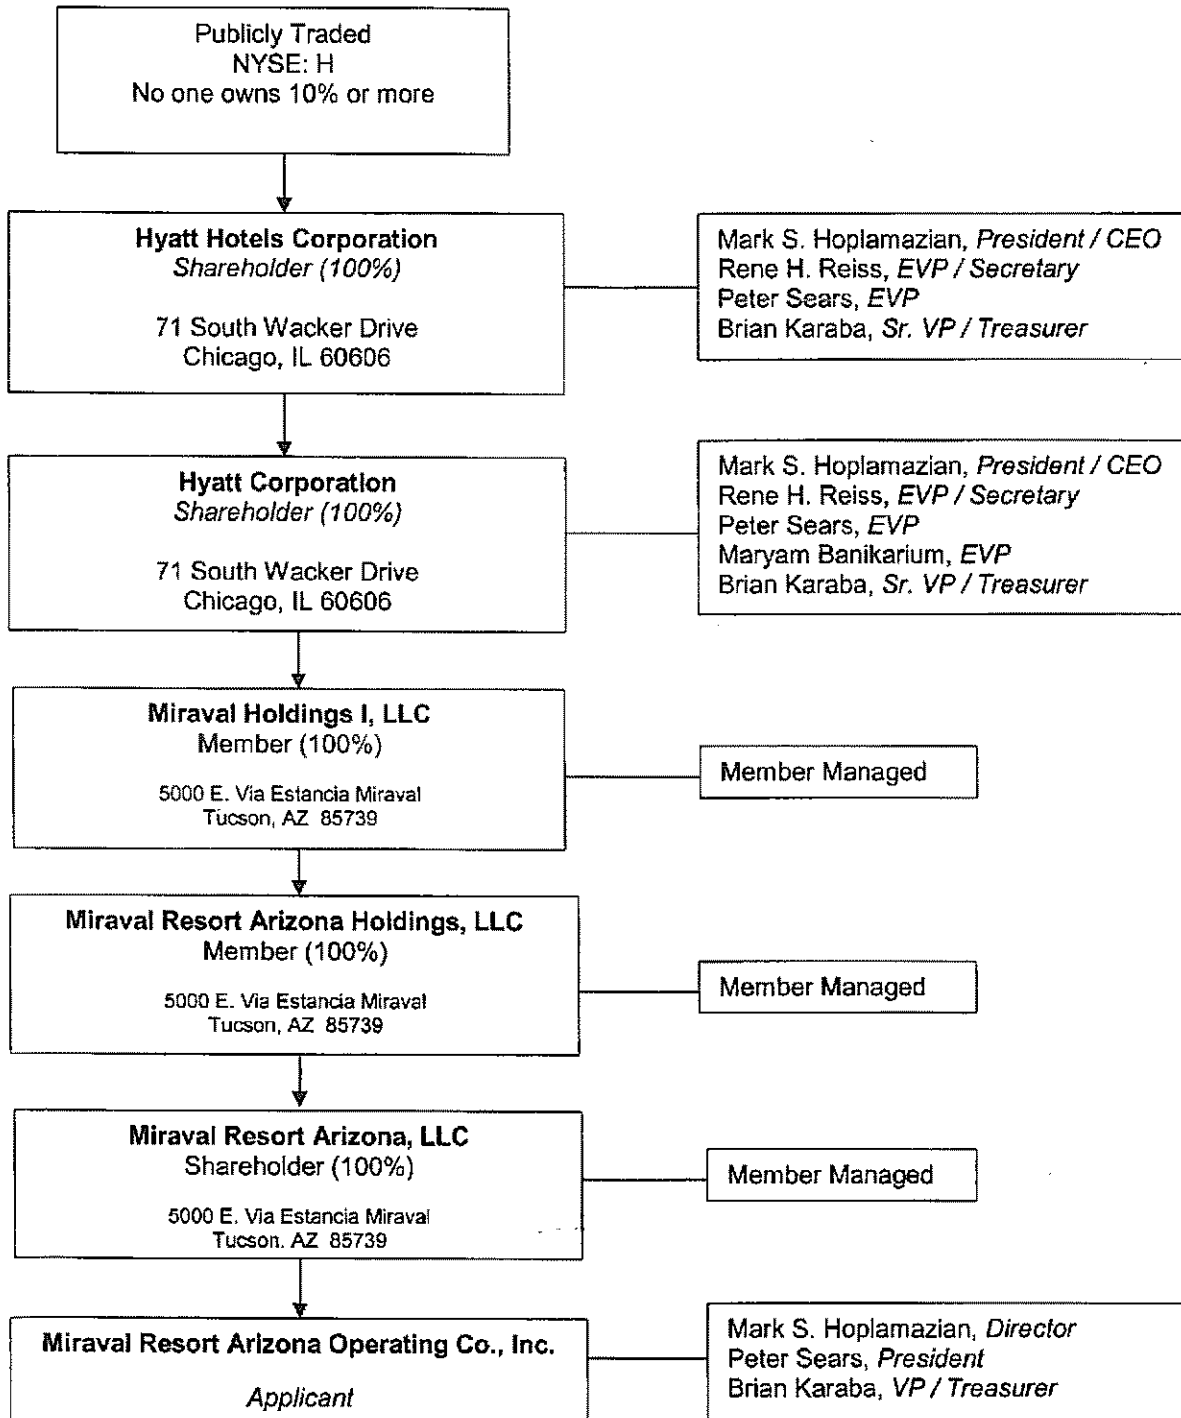 Publicly Traded
NYSE: H
No one owns 10% or more
Hyatt Hotels Corporation
Shareholder (100%)
71 South Wacker Drive
Chicago, IL 60606
Mark S. Hoplamazian, President / CEO
Rene H. Reiss, EVP / Secretary
Peter Sears, EVP
Brian Karaba, Sr. VP / Treasurer
Hyatt Corporation
Shareholder (100%)
71 South Wacker Drive
Chicago, IL 60606
Mark S. Hoplamazian, President / CEO
Rene H. Reiss, EVP / Secretary
Peter Sears, EVP
Maryam Banikarium, EVP
Brian Karaba, Sr. VP / Treasurer
Miraval Holdings I, LLC
Member (100%)
5000 E. Via Estancia Miraval
Tucson, AZ 85739
Member Managed
Miraval Resort Arizona Holdings, LLC
Member (100%)
5000 E. Via Estancia Miraval
Tucson, AZ 85739
Member Managed
Miraval Resort Arizona, LLC
Shareholder (100%)
5000 E. Via Estancia Miraval
Tucson. AZ 85739
Member Managed
Miraval Resort Arizona Operating Co., Inc.
Applicant
Mark S. Hoplamazian, Director
Peter Sears, President
Brian Karaba, VP / Treasurer